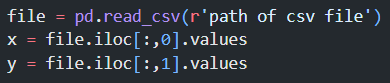 file = pd.read_csv(r'path of csv file')
x = file.iloc[:,0].values
y = file.iloc[:,1].values